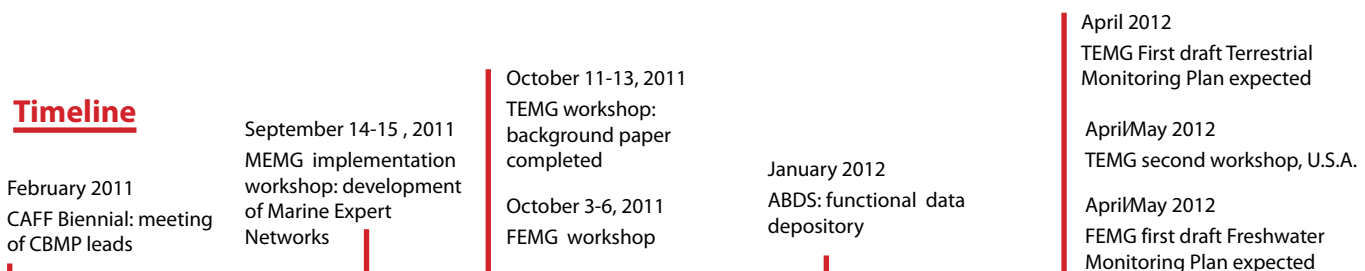 Timeline
February 2011
CAFF Biennial: meeting
of CBMP leads
September 14-15 , 2011
MEMG implementation
workshop: development
of Marine Expert
Networks
October 11-13, 2011
TEMG workshop:
background paper
completed
October 3-6, 2011
FEMG workshop
January 2012
ABDS: functional data
depository
April 2012
TEMG First draft Terrestrial
Monitoring Plan expected
April/May 2012
TEMG second workshop, U.S.A.
April/May 2012
FEMG first draft Freshwater
Monitoring Plan expected